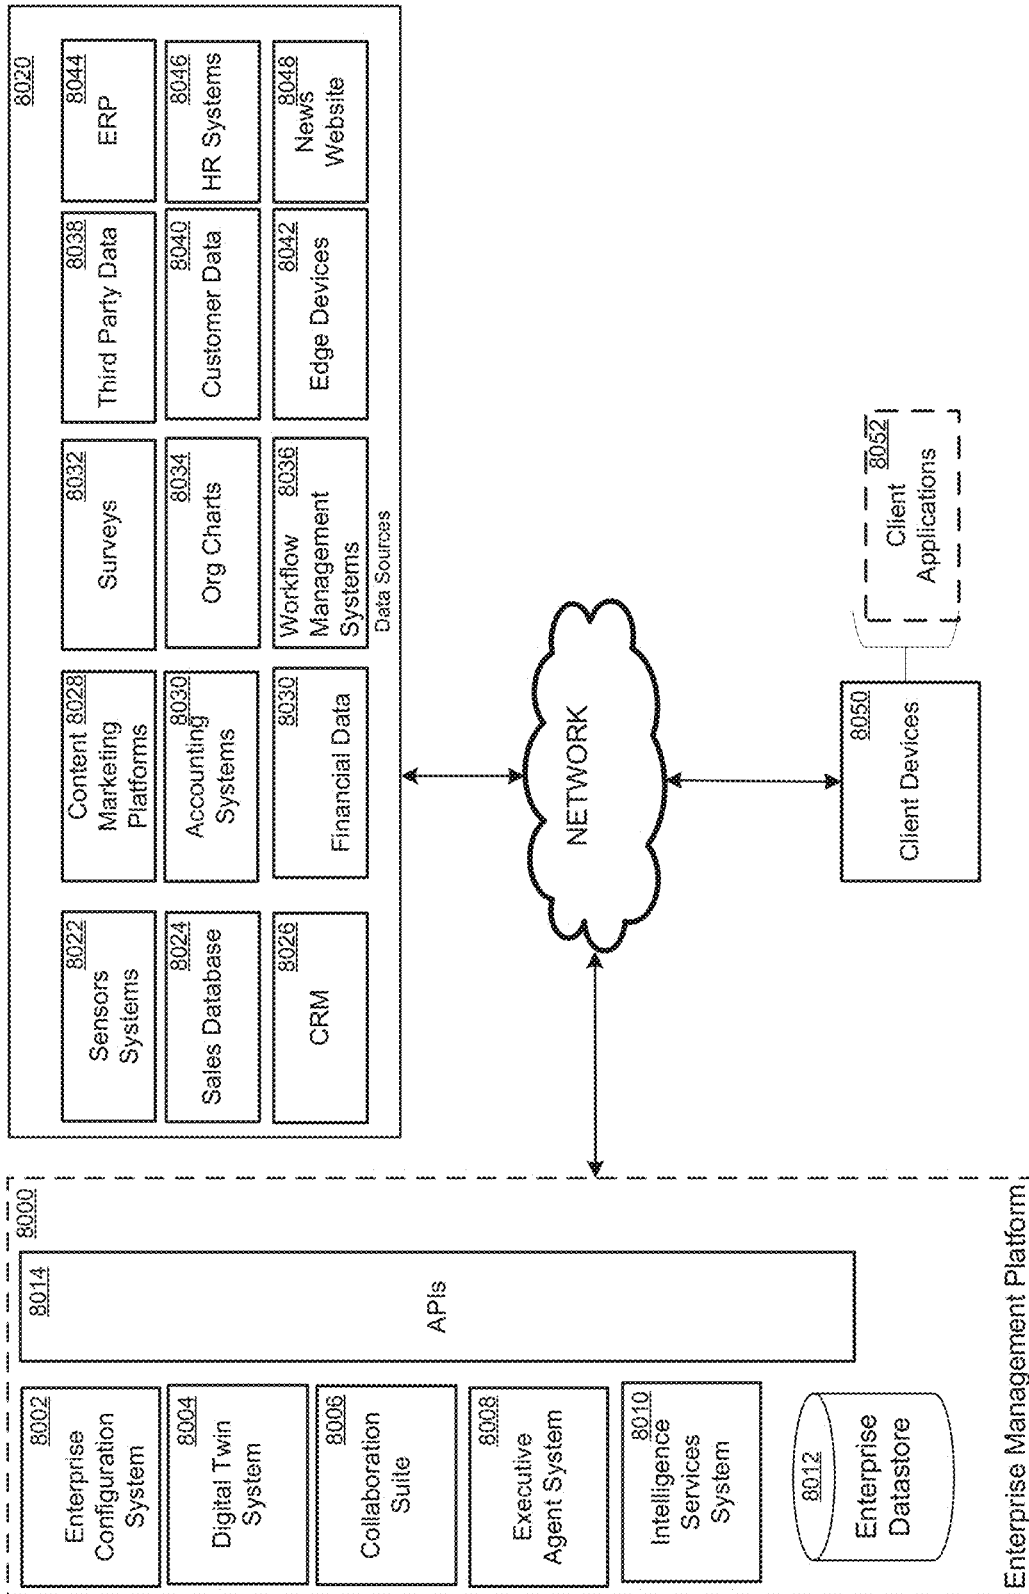 8000
8002
Enterprise
Configuration
System
8004
Digital Twin
System
8006
Collaboration
Suite
8008
Executive
Agent System
8010
Intelligence
Services
System
8012
Enterprise
Datastore
8014
APIs
Enterprise Management Platform
8020
8022
Sensors
Systems
Content 8028
Marketing
Platforms
8032
Surveys
8038
Third Party Data
8044
ERP
8024
Sales Database
8030
Accounting
Systems
8034
Org Charts
8040
Customer Data
8046
HR Systems
8026
CRM
8030
Financial Data
Workflow 8036
Management
Systems
8042
Edge Devices
8048
News
Website
Data Sources
NETWORK
8050
Client Devices
8052
Client
Applications